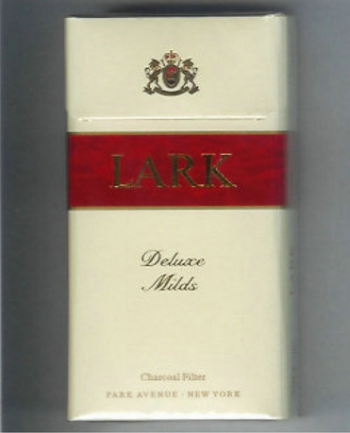 LARK
Deluxe
Milds
Charcoal Filter
PARK AVENUE · NEW YORK